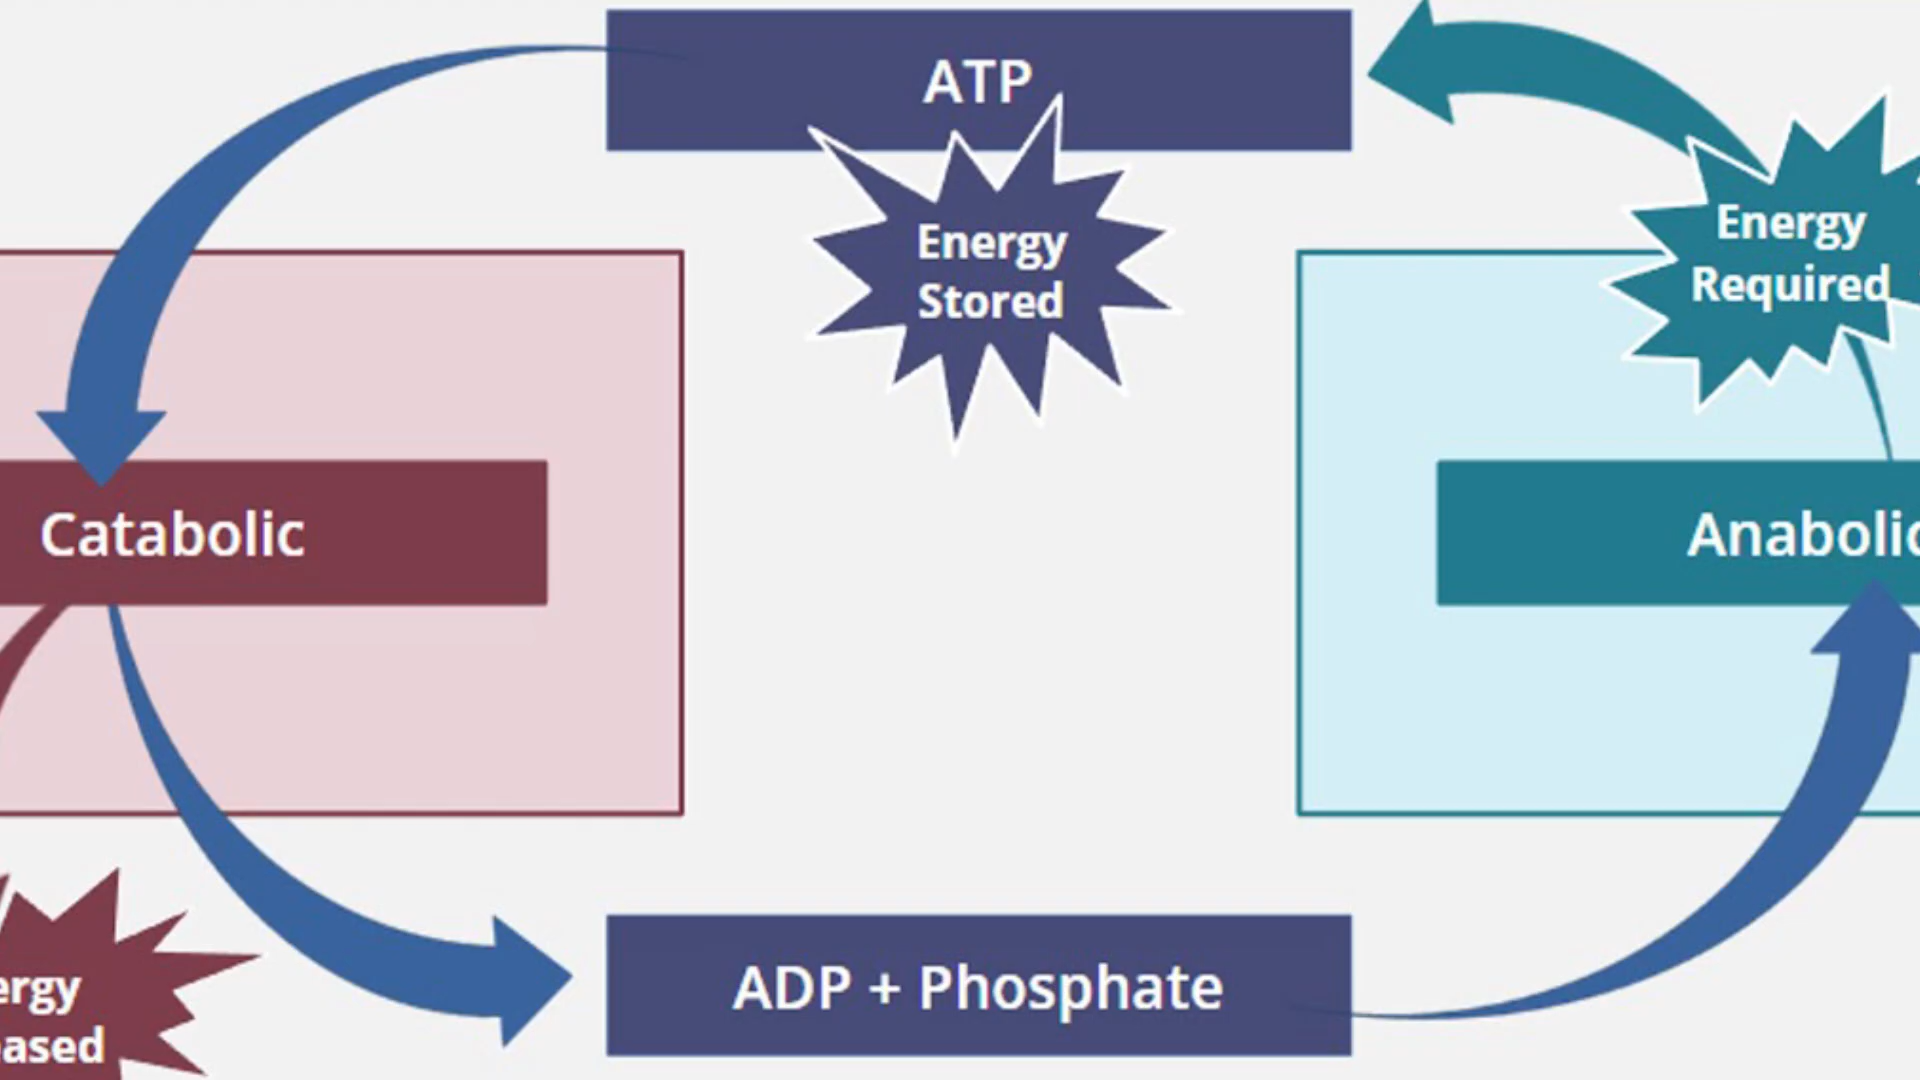 ATP
Energy
Stored
Energy
Required
Catabolic
Anabolic
ADP + Phosphate
ergy
eased